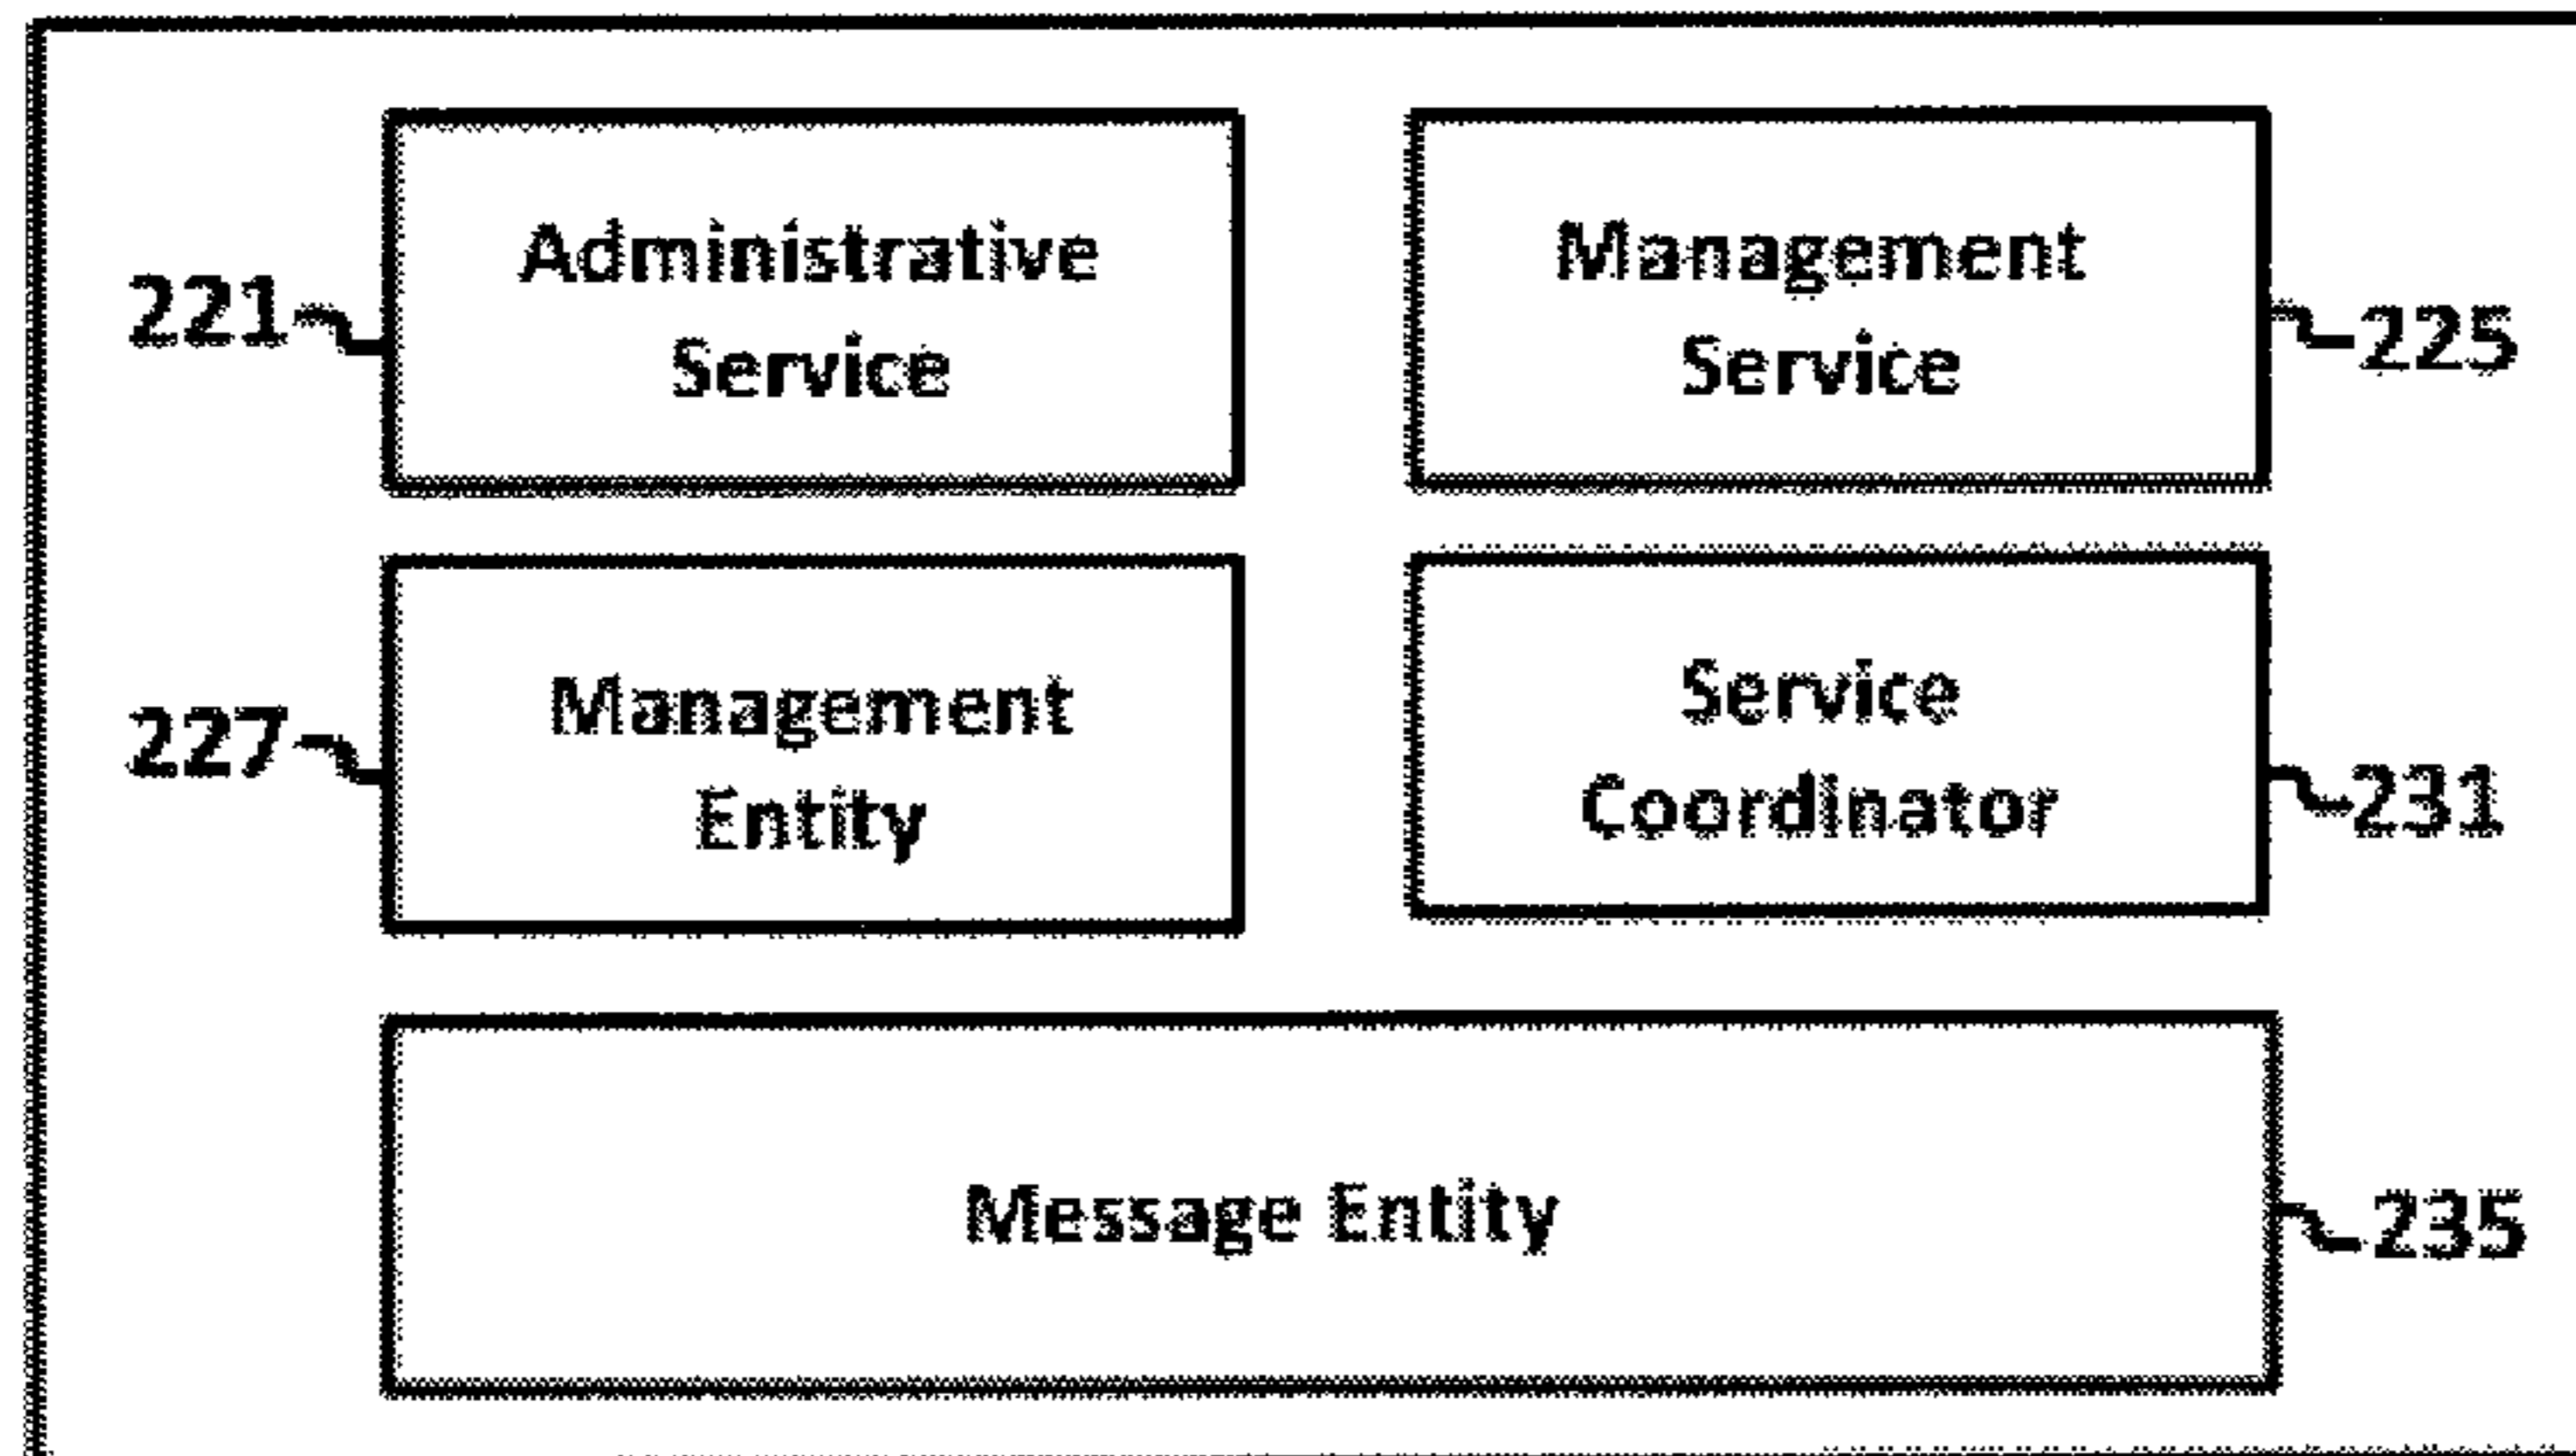 Administrative
Service
221
Management
Service
225
Management
Entity
227
Service
Coordinator
231
Message Entity
235